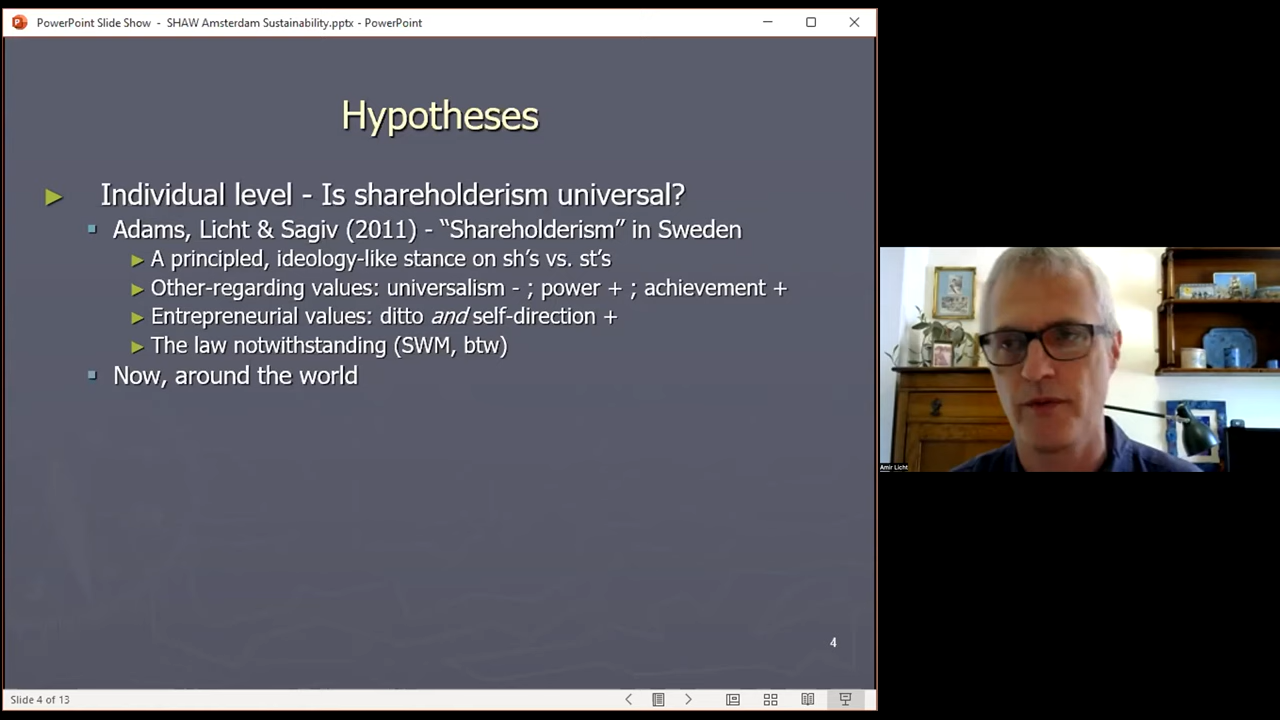 PowerPoint Slide Show - SHAW Amsterdam Sustainability.pptx - PowerPoint
Hypotheses
Individual level - Is shareholderism universal?
Adams, Licht & Sagiv (2011) - “Shareholderism” in Sweden
A principled, ideology-like stance on sh’s vs. st’s
Other-regarding values: universalism - ; power + ; achievement +
Entrepreneurial values: ditto and self-direction +
The law notwithstanding (SWM, btw)
Now, around the world
4
Slide 4 of 13
Amir Licht